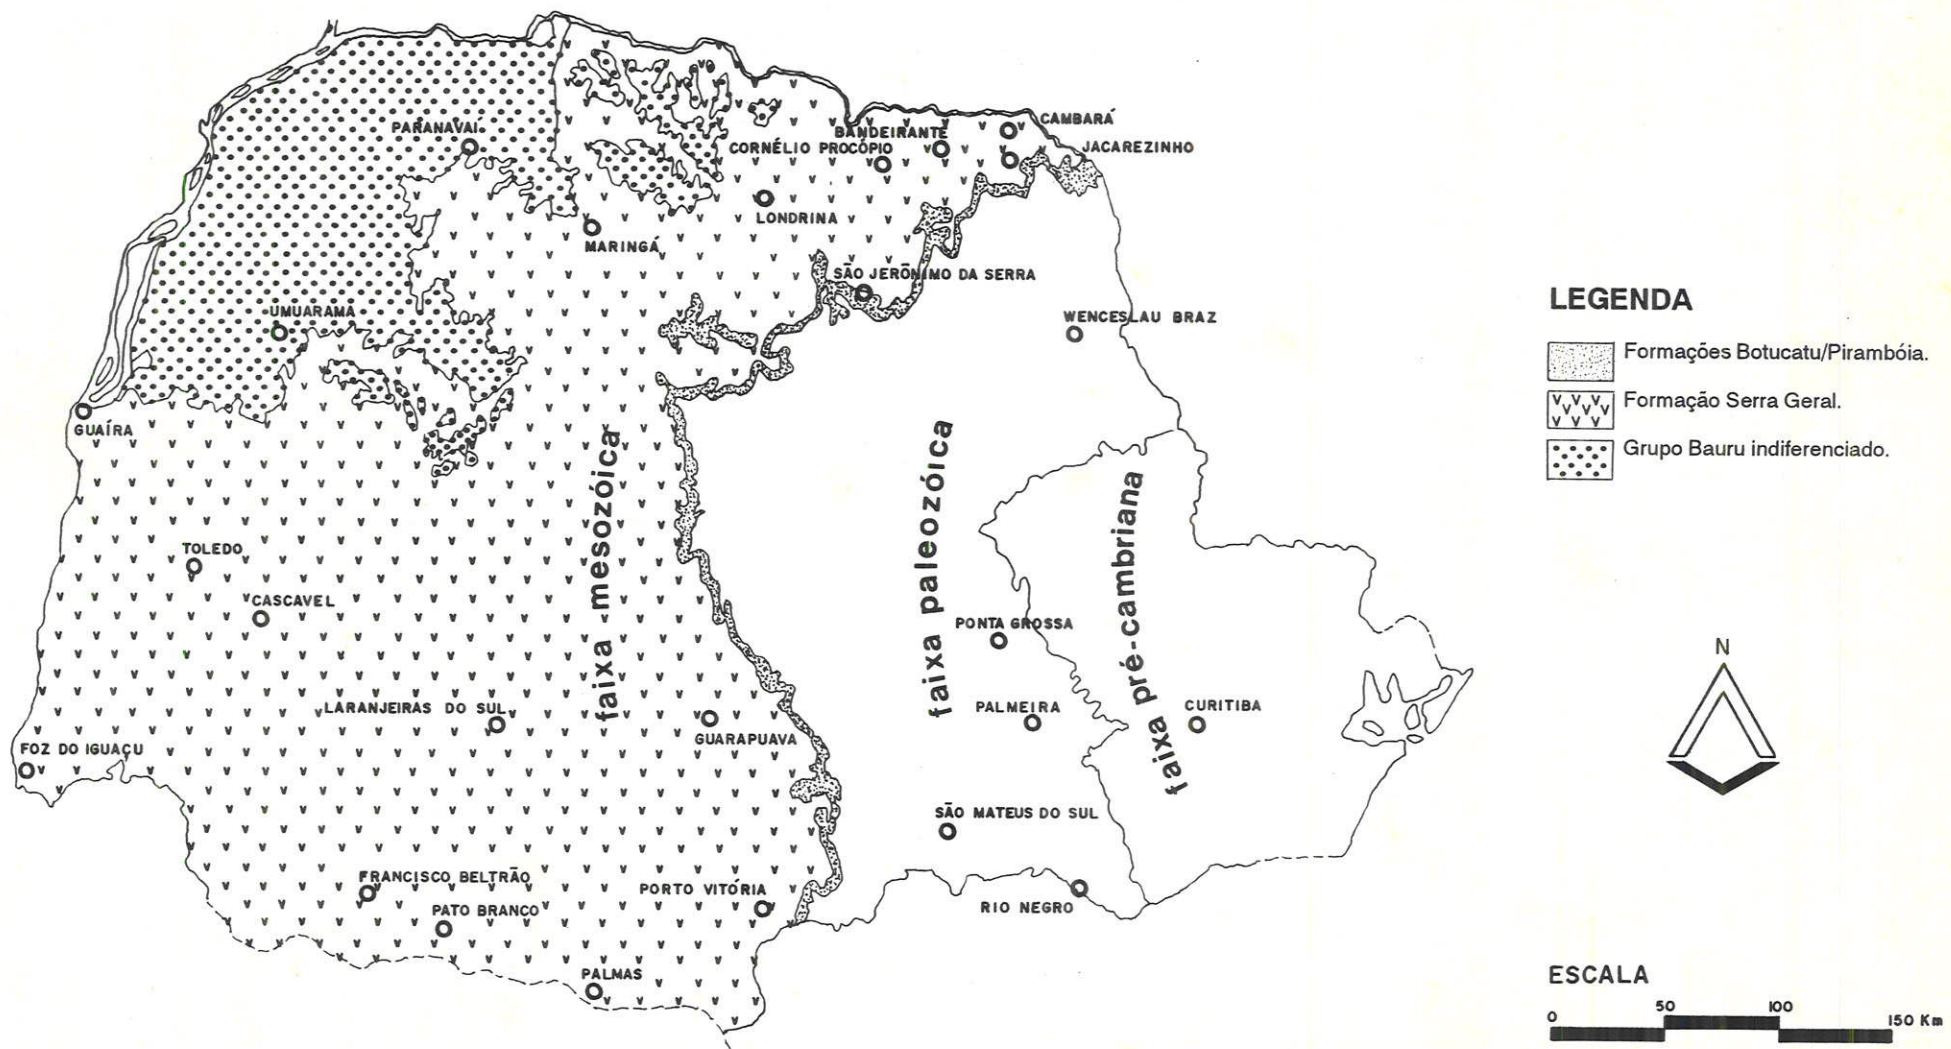 CAMBARÁ
PARANAVAÍ
BANDEIRANTE
CORNÉLIO PROCÓPIO
JACAREZINHO
LONDRINA
MARINGÁ
SÃO JERÔNIMO DA SERRA
UMUARAMA
WENCESLAU BRAZ
GUAÍRA
faixa mesozóica
faixa paleozóica
faixa pré-cambriana
TOLEDO
CASCAVEL
PONTA GROSSA
LARANJEIRAS DO SUL
PALMEIRA
CURITIBA
GUARAPUAVA
FOZ DO IGUAÇU
SÃO MATEUS DO SUL
FRANCISCO BELTRÃO
PORTO VITÓRIA
PATO BRANCO
RIO NEGRO
PALMAS
LEGENDA
Formações Botucatu/Pirambóia.
Formação Serra Geral.
Grupo Bauru indiferenciado.
N
ESCALA
0 50 100 150 Km